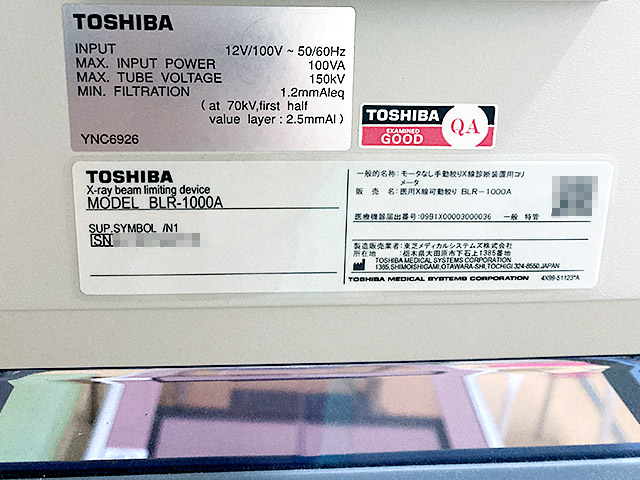 TOSHIBA
INPUT 12V/100V ~ 50/60Hz
MAX. INPUT POWER 100VA
MAX. TUBE VOLTAGE 150kV
MIN. FILTRATION 1.2mmAleq
(at 70kV,first half
value layer : 2.5mmAl)
YNC6926
TOSHIBA
EXAMINED
GOOD
QA
TOSHIBA
X-ray beam limiting device
MODEL BLR-1000A
SUP.SYMBOL /N1
SN
一般的名称:モータなし手動絞りX線診断装置用コリ
メータ
販売名:医用X線可動絞り BLR-1000A
医療機器届出番号:09B1X00003000036 一般 特管
製造販売業者:東芝メディカルシステムズ株式会社
所在地:栃木県大田原市下石上1385番地
TOSHIBA MEDICAL SYSTEMS CORPORATION
1385,SHIMOISHIGAMI,OTAWARA-SHI,TOCHIGI 324-8550,JAPAN
TOSHIBA MEDICAL SYSTEMS CORPORATION 4X99-51123*A